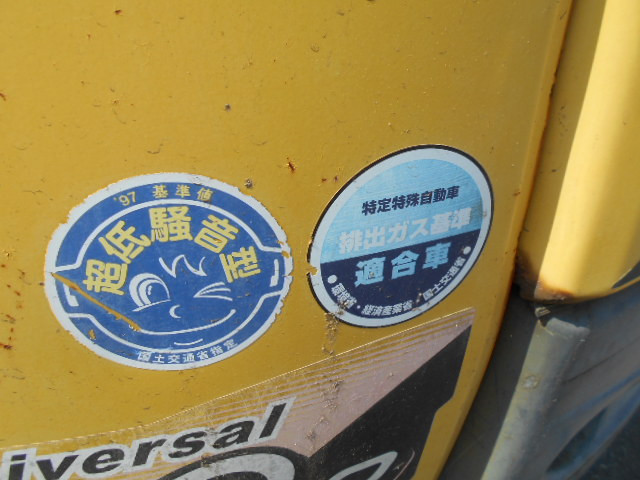 '97 基準値
超低騒音型
国土交通省指定
特定特殊自動車
排出ガス基準
適合車
・環境省・経済産業省・国土交通省・
iversal